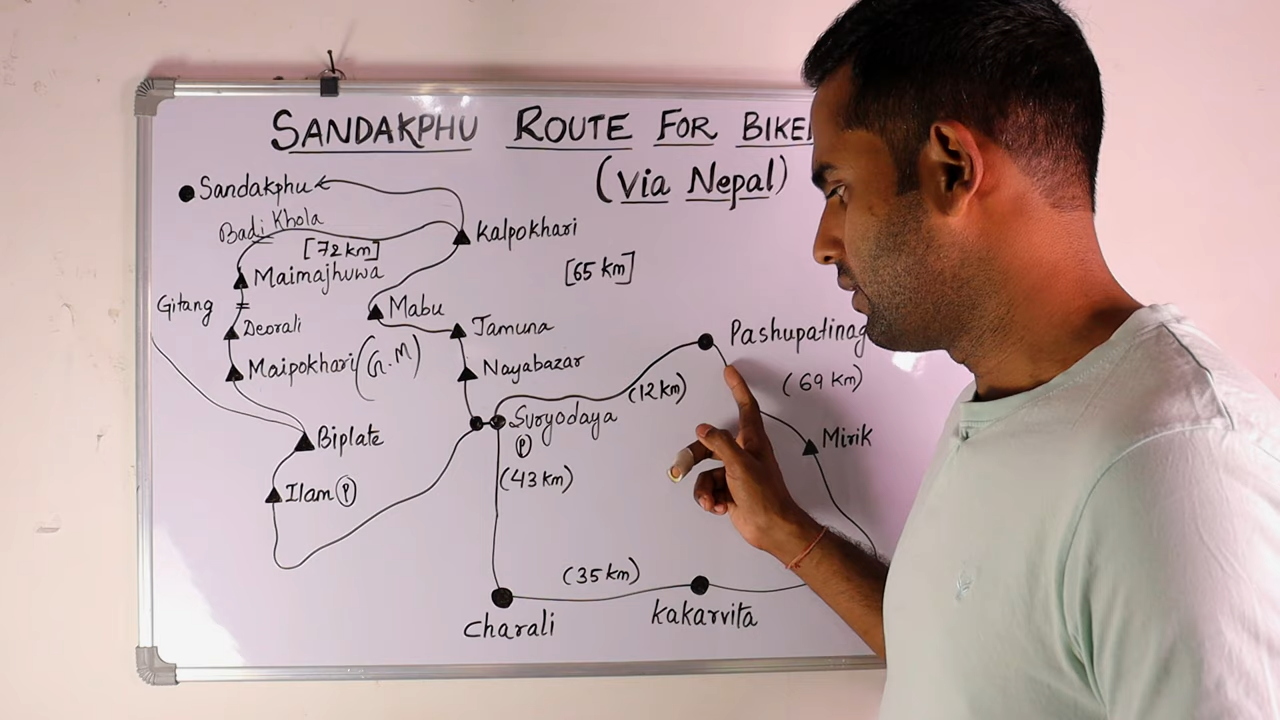 SANDAKPHU ROUTE FOR BIKE
(Via Nepal)
Sandakphu
Badi Khola
[72 km]
Kalpokhari
[65 km]
Maimajhuwa
Gitang
Mabu
Deorali
Jamuna
Pashupatinag
Maipokhari (G.M)
Nayabazar
(69 km)
(12 km)
Suryodaya
P
Biplate
Mirik
(43 km)
Ilam P
(35 km)
Charali
Kakarvita